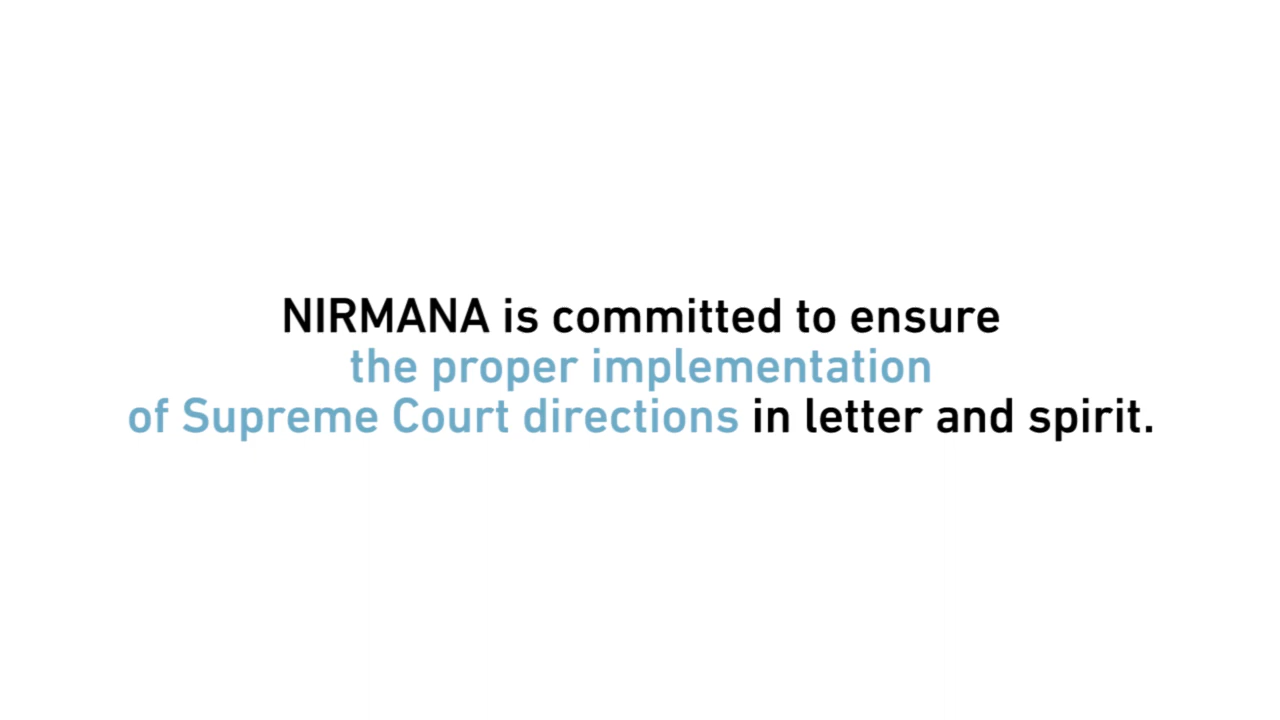 NIRMANA is committed to ensure
the proper implementation
of Supreme Court directions in letter and spirit.